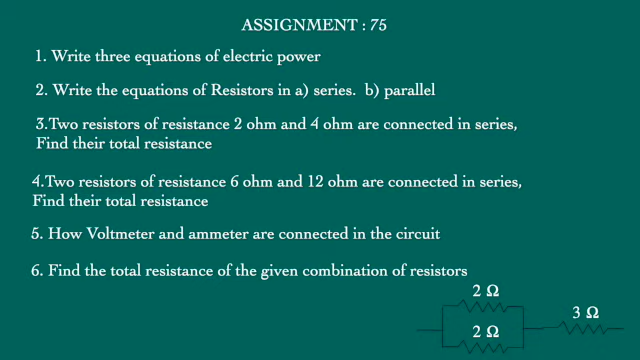 ASSIGNMENT : 75
1. Write three equations of electric power
2. Write the equations of Resistors in a) series. b) parallel
3.Two resistors of resistance 2 ohm and 4 ohm are connected in series,
Find their total resistance
4.Two resistors of resistance 6 ohm and 12 ohm are connected in series,
Find their total resistance
5. How Voltmeter and ammeter are connected in the circuit
6. Find the total resistance of the given combination of resistors
2 Ω
3 Ω
2 Ω